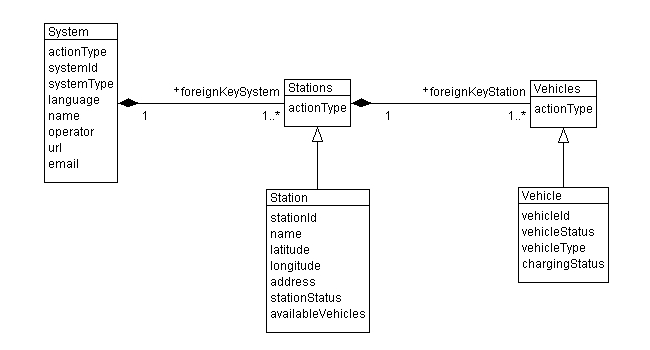 System
actionType
systemId
systemType
language
name
operator
url
email
+foreignKeySystem
1
1..*
Stations
actionType
+foreignKeyStation
1
1..*
Vehicles
actionType
Station
stationId
name
latitude
longitude
address
stationStatus
availableVehicles
Vehicle
vehicleId
vehicleStatus
vehicleType
chargingStatus